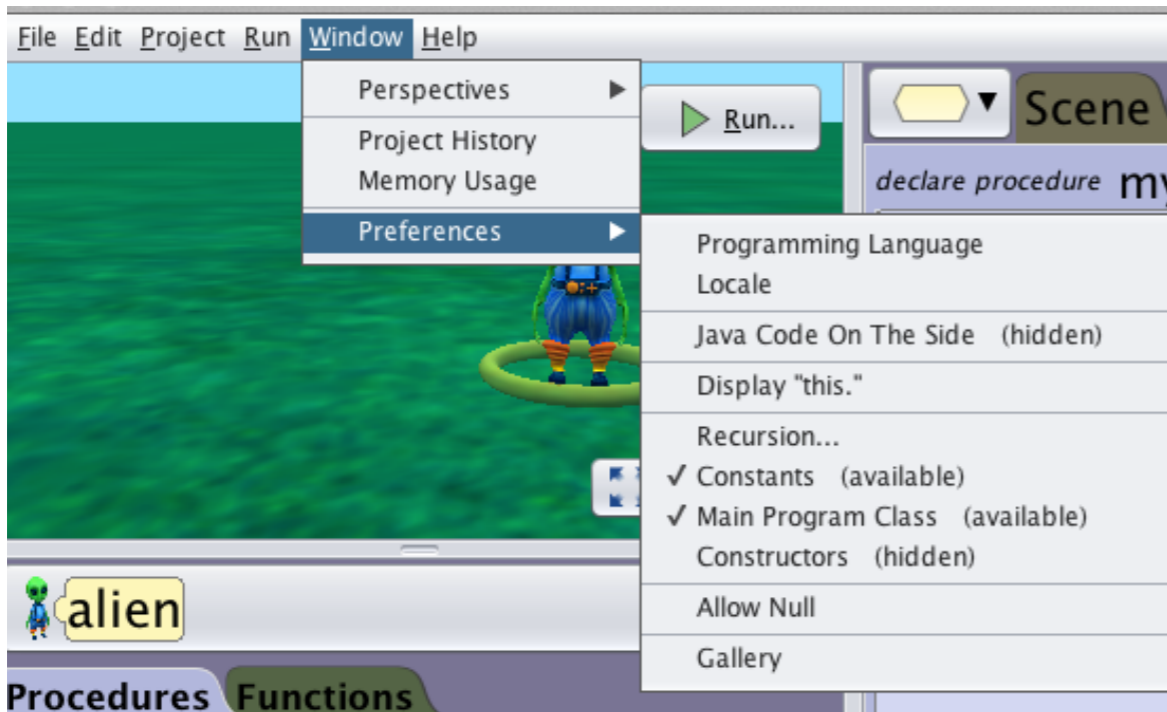 File Edit Project Run Window Help
Perspectives
Project History
Memory Usage
Preferences
Run...
Scene
declare procedure my
Programming Language
Locale
Java Code On The Side (hidden)
Display "this."
Recursion...
✓ Constants (available)
✓ Main Program Class (available)
Constructors (hidden)
Allow Null
Gallery
alien
Procedures Functions